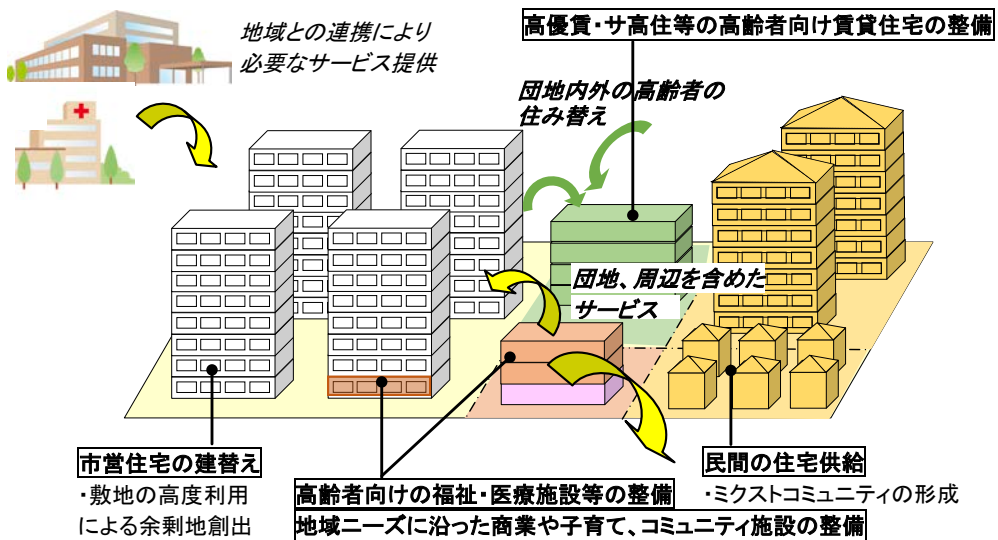 地域との連携により
必要なサービス提供
高優賃・サ高住等の高齢者向け賃貸住宅の整備
団地内外の高齢者の
住み替え
団地、周辺を含めた
サービス
市営住宅の建替え
・敷地の高度利用
による余剰地創出
高齢者向けの福祉・医療施設等の整備
地域ニーズに沿った商業や子育て、コミュニティ施設の整備
民間の住宅供給
・ミクストコミュニティの形成